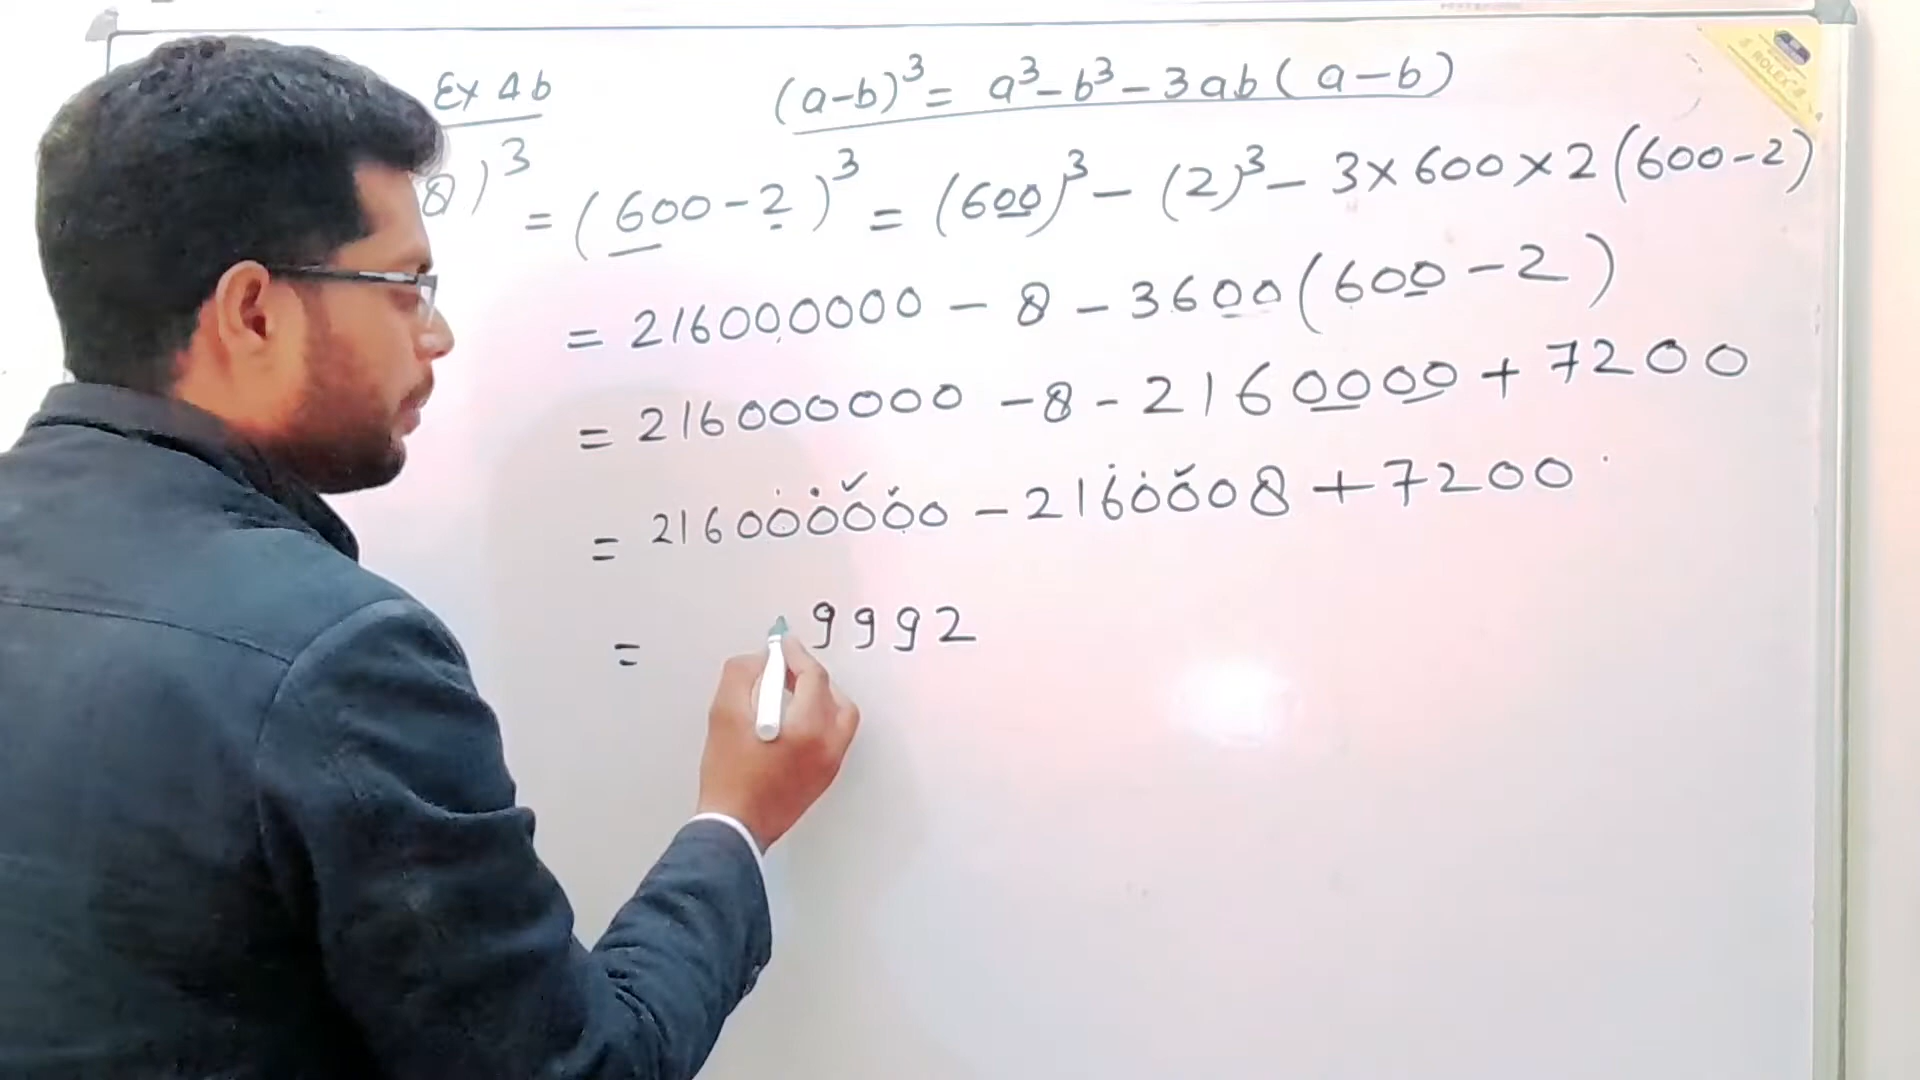 Ex 4b
(a-b)³ = a³-b³-3ab(a-b)
8)³ = (600-2)³ = (600)³ - (2)³ - 3×600×2(600-2)
= 216000000 - 8 - 3600(600-2)
= 216000000 - 8 - 2160000 + 7200
= 216000000 - 2160008 + 7200
= 9992
ROLEX